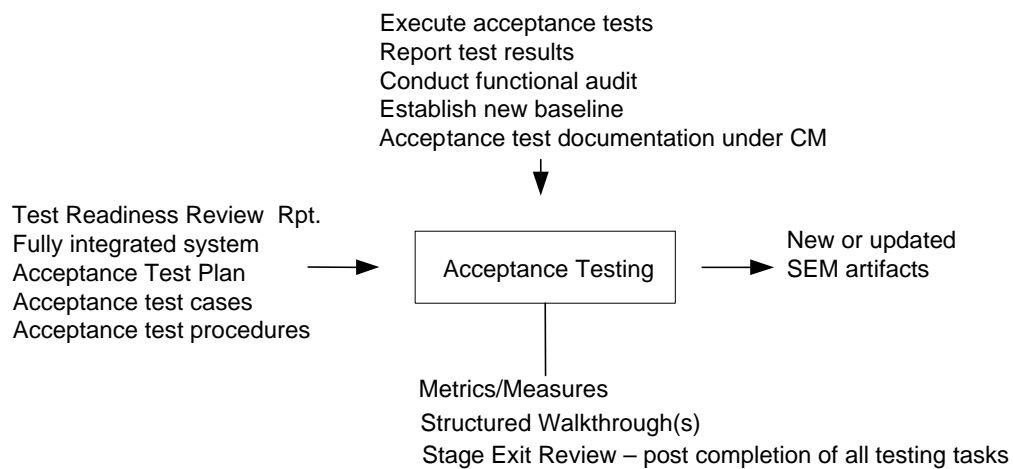 Execute acceptance tests
Report test results
Conduct functional audit
Establish new baseline
Acceptance test documentation under CM
Test Readiness Review  Rpt.
Fully integrated system
Acceptance Test Plan
Acceptance test cases
Acceptance test procedures
Acceptance Testing
New or updated
SEM artifacts
Metrics/Measures
Structured Walkthrough(s)
Stage Exit Review – post completion of all testing tasks